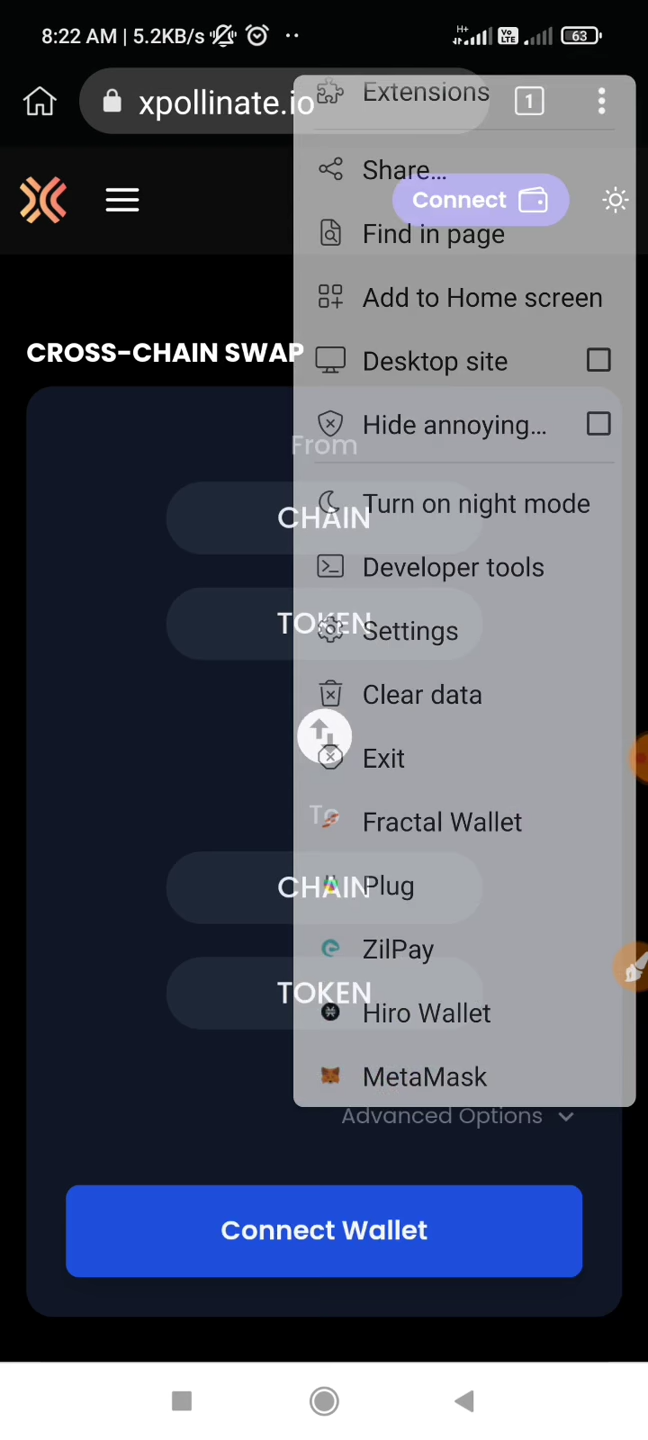 8:22 AM | 5.2KB/s
H+
Vo LTE
63
xpollinate.io
1
Extensions
Share...
Connect
Find in page
Add to Home screen
CROSS-CHAIN SWAP
Desktop site
Hide annoying...
From
Turn on night mode
CHAIN
Developer tools
TOKEN
Settings
Clear data
Exit
To
Fractal Wallet
CHAIN
Plug
ZilPay
TOKEN
Hiro Wallet
MetaMask
Advanced Options
Connect Wallet